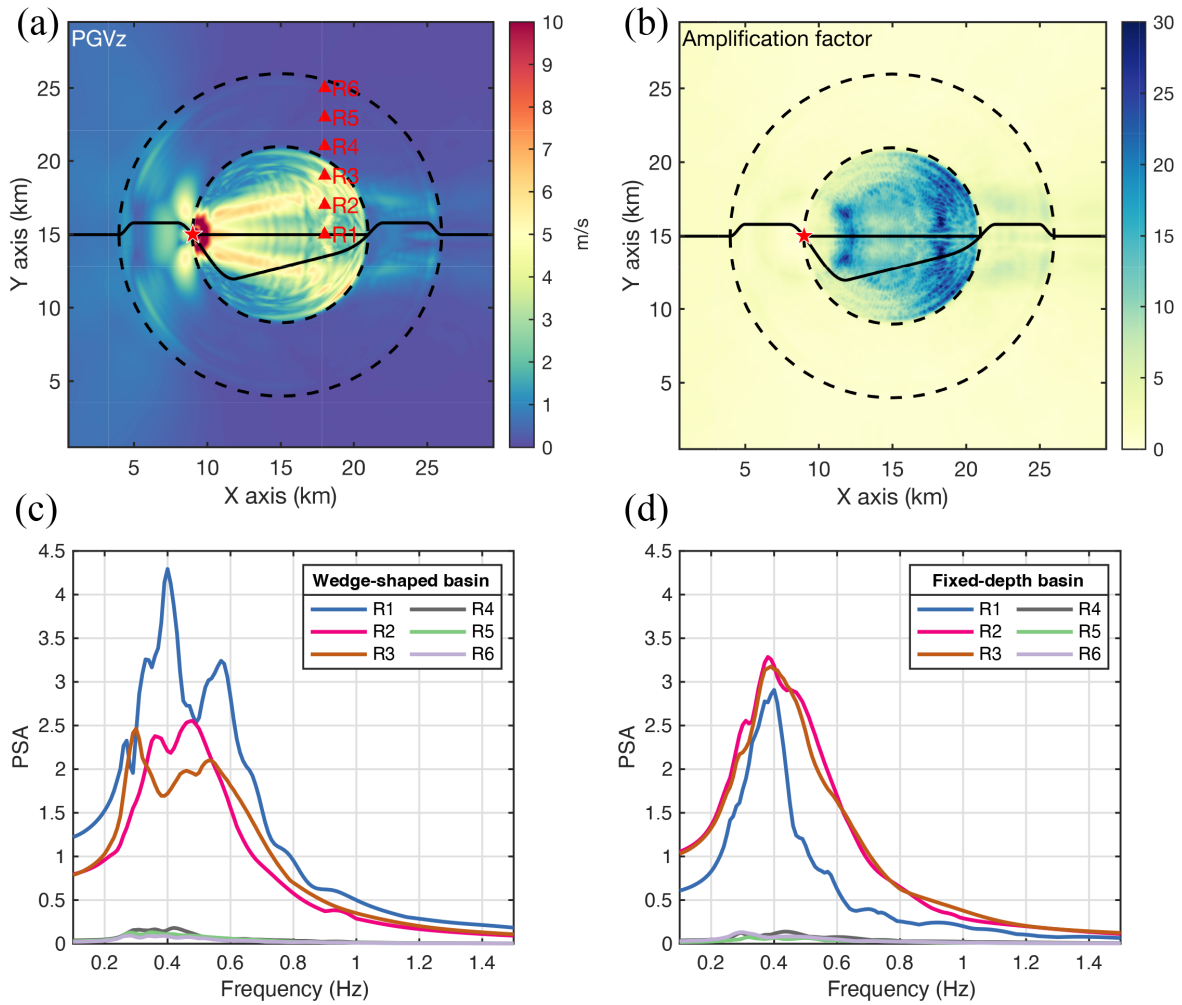 (a)
PGVz
R6
R5
R4
R3
R2
R1
25
20
15
10
5
Y axis (km)
5
10
15
20
25
X axis (km)
10
9
8
7
6
5
4
3
2
1
0
m/s
(b)
Amplification factor
25
20
15
10
5
Y axis (km)
5
10
15
20
25
X axis (km)
30
25
20
15
10
5
0
(c)
4.5
4
3.5
3
2.5
2
1.5
1
0.5
0
PSA
Wedge-shaped basin
R1 R4
R2 R5
R3 R6
0.2 0.4 0.6 0.8 1 1.2 1.4
Frequency (Hz)
(d)
4.5
4
3.5
3
2.5
2
1.5
1
0.5
0
PSA
Fixed-depth basin
R1 R4
R2 R5
R3 R6
0.2 0.4 0.6 0.8 1 1.2 1.4
Frequency (Hz)